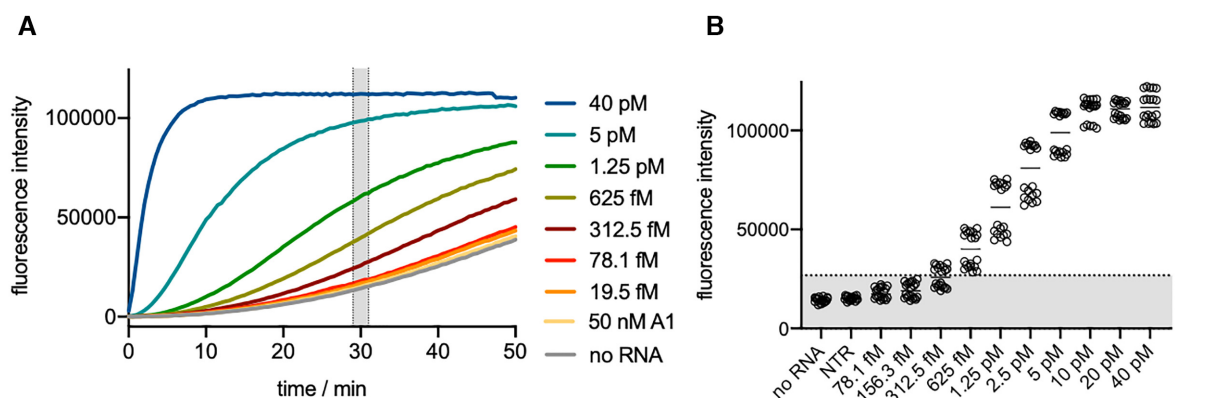 A
fluorescence intensity
100000
50000
0
0 10 20 30 40 50
time / min
40 pM
5 pM
1.25 pM
625 fM
312.5 fM
78.1 fM
19.5 fM
50 nM A1
no RNA
B
fluorescence intensity
100000
50000
0
no RNA
NTR
78.1 fM
156.3 fM
312.5 fM
625 fM
1.25 pM
2.5 pM
5 pM
10 pM
20 pM
40 pM